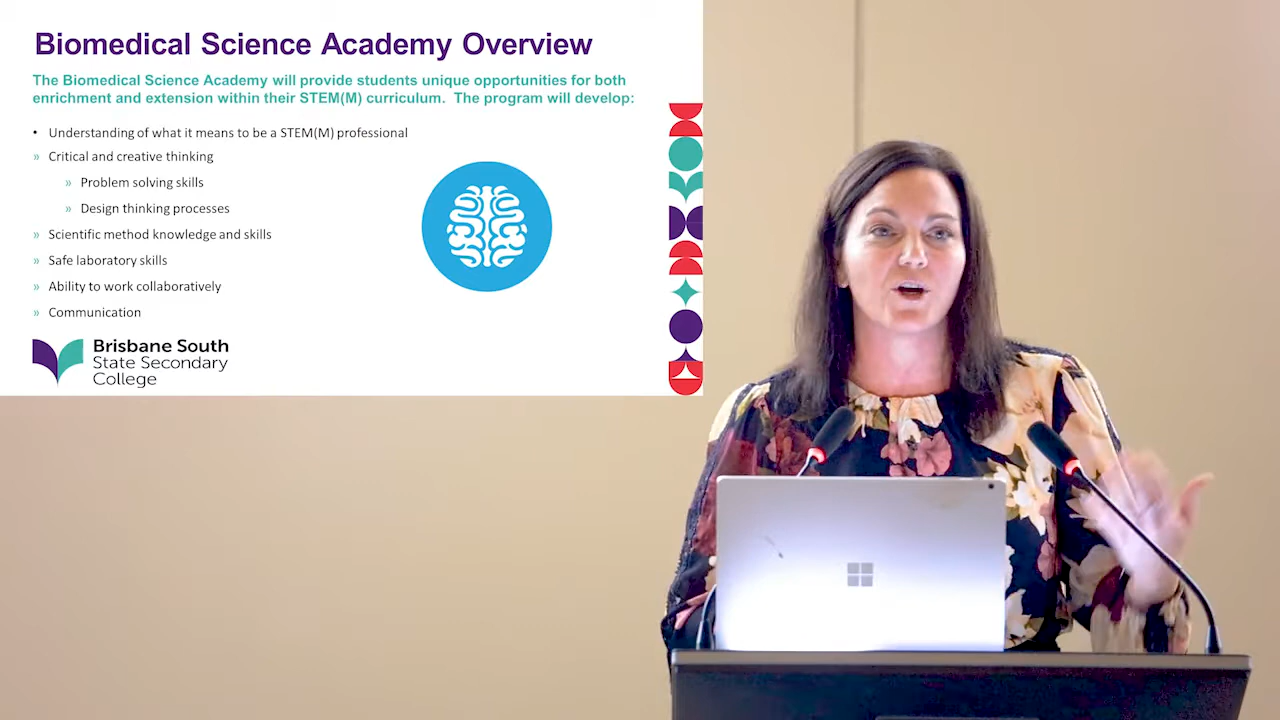 Biomedical Science Academy Overview
The Biomedical Science Academy will provide students unique opportunities for both
enrichment and extension within their STEM(M) curriculum.  The program will develop:
• Understanding of what it means to be a STEM(M) professional
» Critical and creative thinking
» Problem solving skills
» Design thinking processes
» Scientific method knowledge and skills
» Safe laboratory skills
» Ability to work collaboratively
» Communication
Brisbane South
State Secondary
College